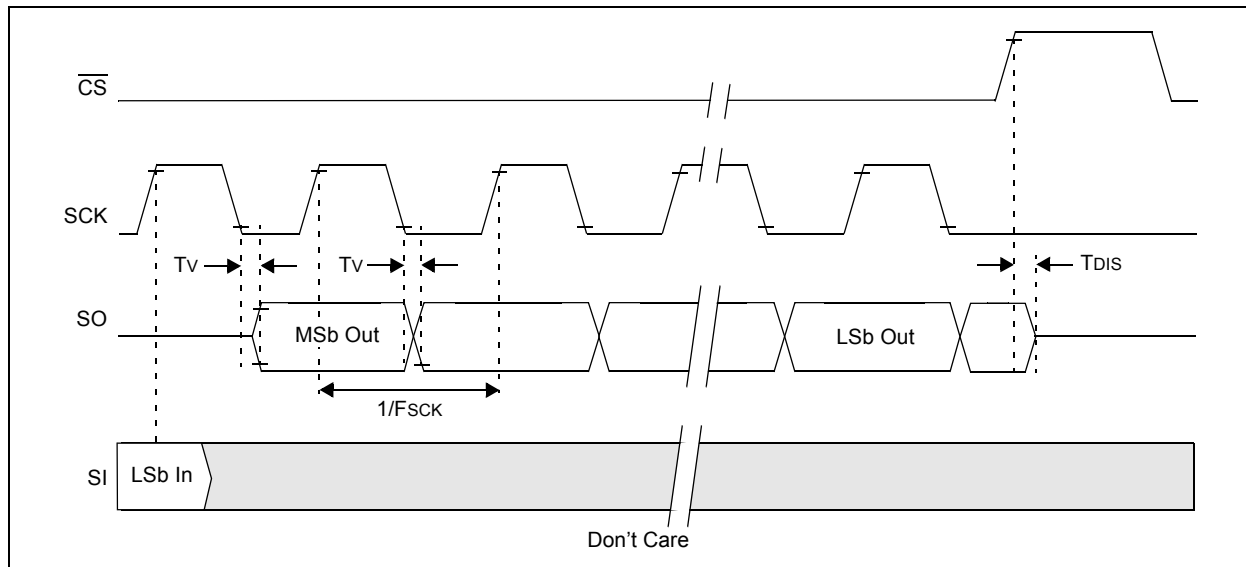 CS
SCK
TV
TV
TDIS
SO
MSb Out
LSb Out
1/FSCK
SI
LSb In
Don't Care